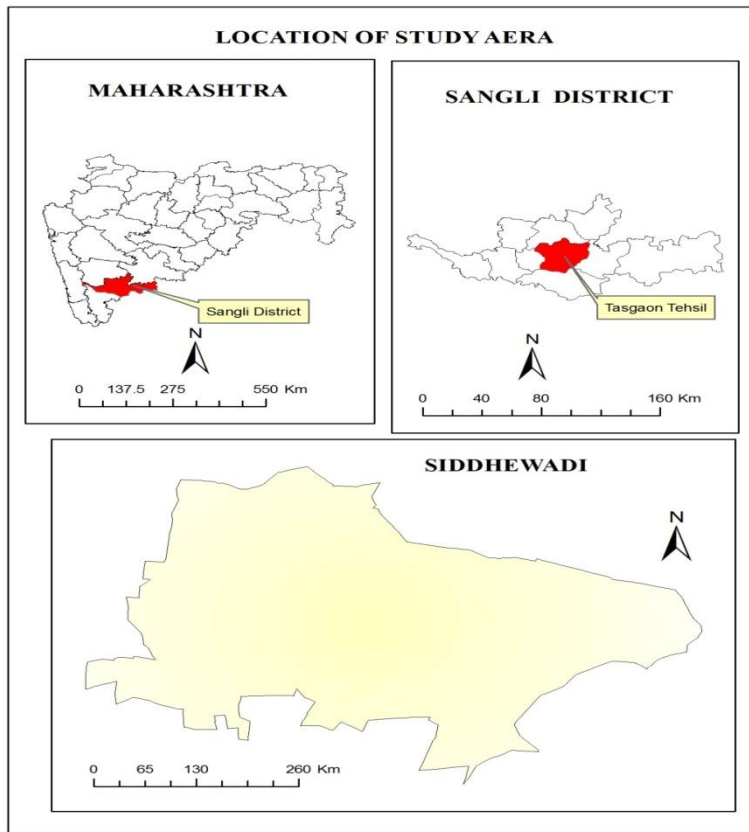 LOCATION OF STUDY AERA
MAHARASHTRA
Sangli District
N
0 137.5 275 550 Km
SANGLI DISTRICT
Tasgaon Tehsil
N
0 40 80 160 Km
SIDDHEWADI
N
0 65 130 260 Km